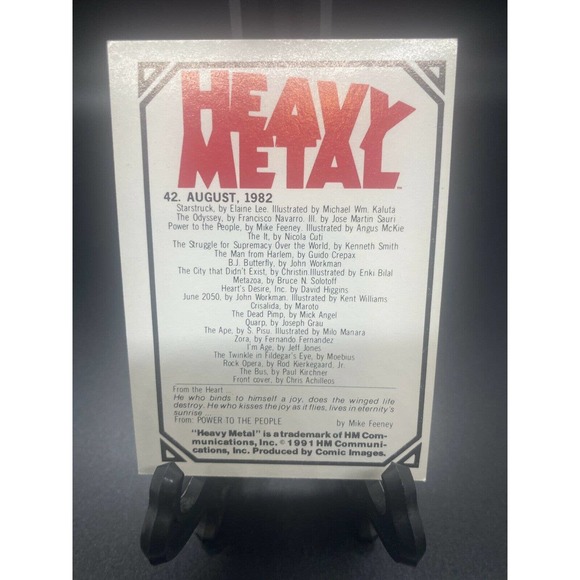 HEAVY
METAL
™
42. AUGUST, 1982
Starstruck, by Elaine Lee. Illustrated by Michael Wm. Kaluta
The Odyssey, by Francisco Navarro. Ill. by Jose Martin Sauri
Power to the People, by Mike Feeney. Illustrated by Angus McKie
The It, by Nicola Cuti
The Struggle for Supremacy Over the World, by Kenneth Smith
The Man from Harlem, by Guido Crepax
B.J. Butterfly, by John Workman
The City that Didn't Exist, by Christin.Illustrated by Enki Bilal
Metazoa, by Bruce N. Solotoff
Heart's Desire, Inc. by David Higgins
June 2050, by John Workman. Illustrated by Kent Williams
Crisalida, by Maroto
The Dead Pimp, by Mick Angel
Quarp, by Joseph Grau
The Ape, by S. Pisu. Illustrated by Milo Manara
Zora, by Fernando Fernandez
I'm Age, by Jeff Jones
The Twinkle in Fildegar's Eye, by Moebius
Rock Opera, by Rod Kierkegaard, Jr.
The Bus, by Paul Kirchner
Front cover, by Chris Achilleos
From the Heart
He who binds to himself a joy, does the winged life
destroy. He who kisses the joy as it flies, lives in eternity's
sunrise ...
From: POWER TO THE PEOPLE by Mike Feeney
"Heavy Metal" is a trademark of HM Com-
munications, Inc. © 1991 HM Communi-
cations, Inc. Produced by Comic Images.